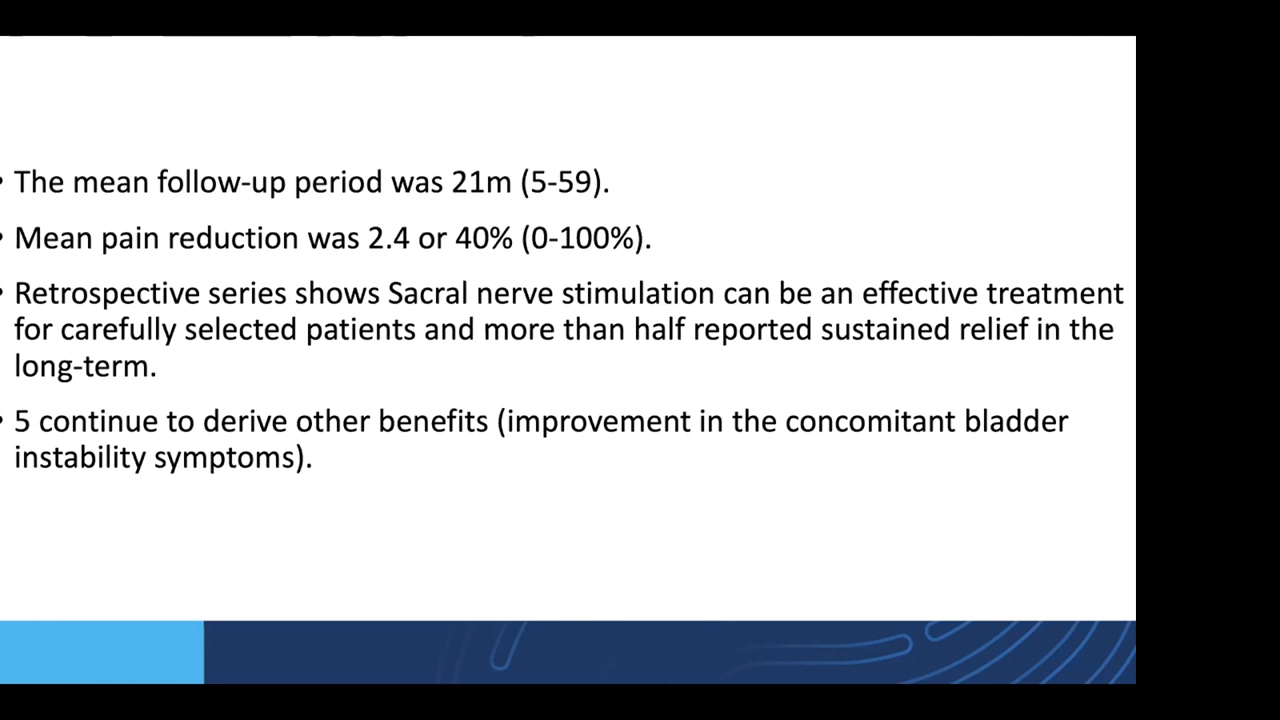 • The mean follow-up period was 21m (5-59).
• Mean pain reduction was 2.4 or 40% (0-100%).
• Retrospective series shows Sacral nerve stimulation can be an effective treatment
for carefully selected patients and more than half reported sustained relief in the
long-term.
• 5 continue to derive other benefits (improvement in the concomitant bladder
instability symptoms).